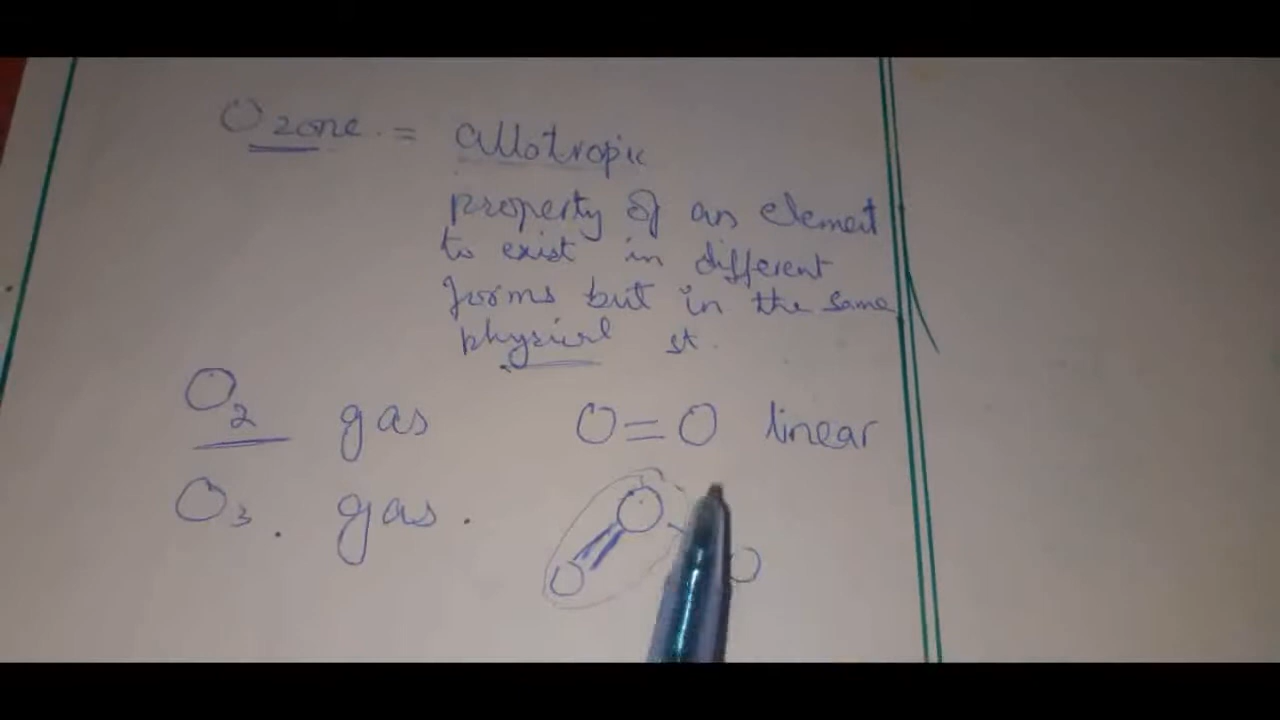 Ozone = allotropic
property of an element
to exist in different
forms but in the same
physical st.
O2 gas O=O linear
O3. gas.
O O O